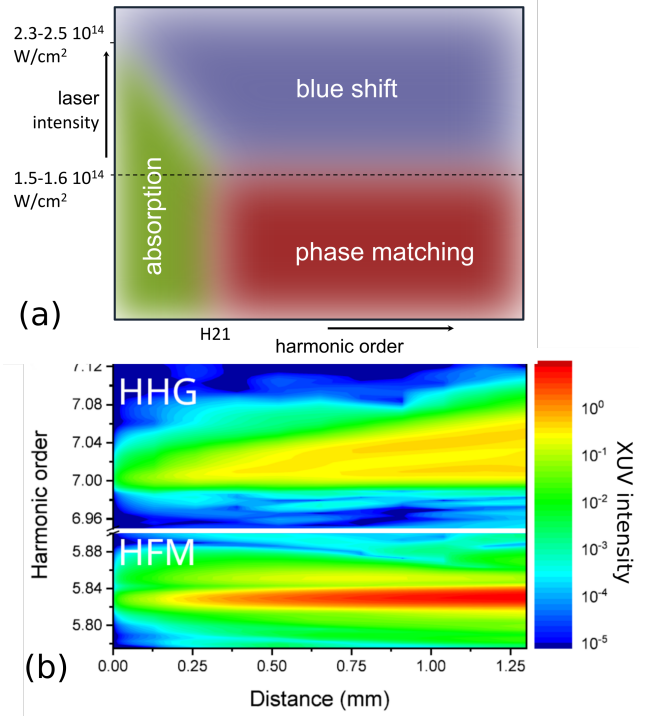 2.3-2.5 10¹⁴
W/cm²
laser
intensity
blue shift
1.5-1.6 10¹⁴
W/cm²
absorption
phase matching
(a)
H21
harmonic order
HHG
7.12
7.08
7.04
7.00
6.96
Harmonic order
HFM
5.88
5.84
5.80
10⁰
10⁻¹
10⁻²
10⁻³
10⁻⁴
10⁻⁵
XUV intensity
(b)
0.00 0.25 0.50 0.75 1.00 1.25
Distance (mm)